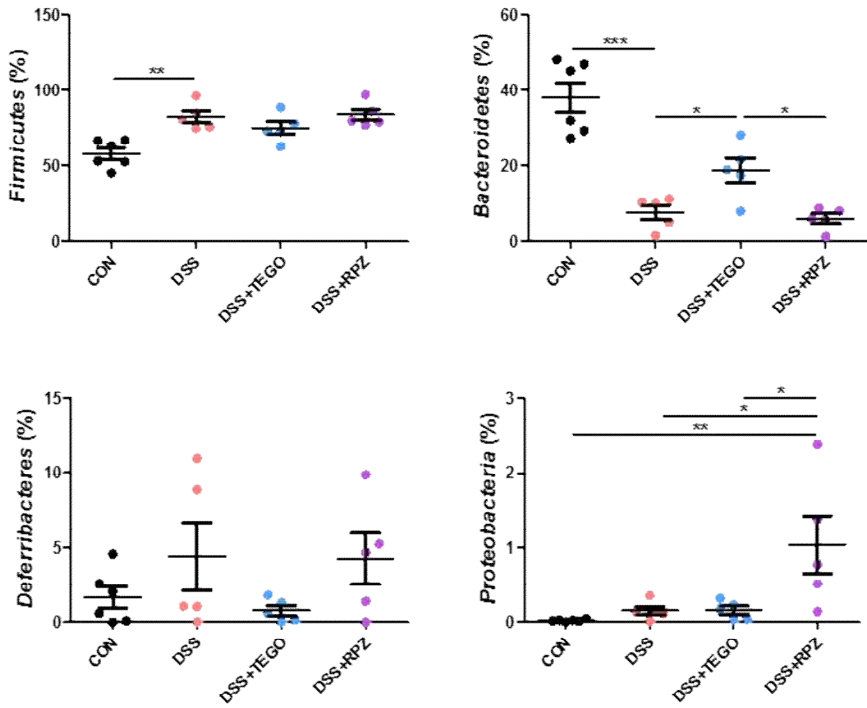 Firmicutes (%)
150
100
50
0
**
CON
DSS
DSS+TEGO
DSS+RPZ
Bacteroidetes (%)
60
40
20
0
***
*
*
CON
DSS
DSS+TEGO
DSS+RPZ
Deferribacteres (%)
15
10
5
0
CON
DSS
DSS+TEGO
DSS+RPZ
Proteobacteria (%)
3
2
1
0
*
*
**
CON
DSS
DSS+TEGO
DSS+RPZ